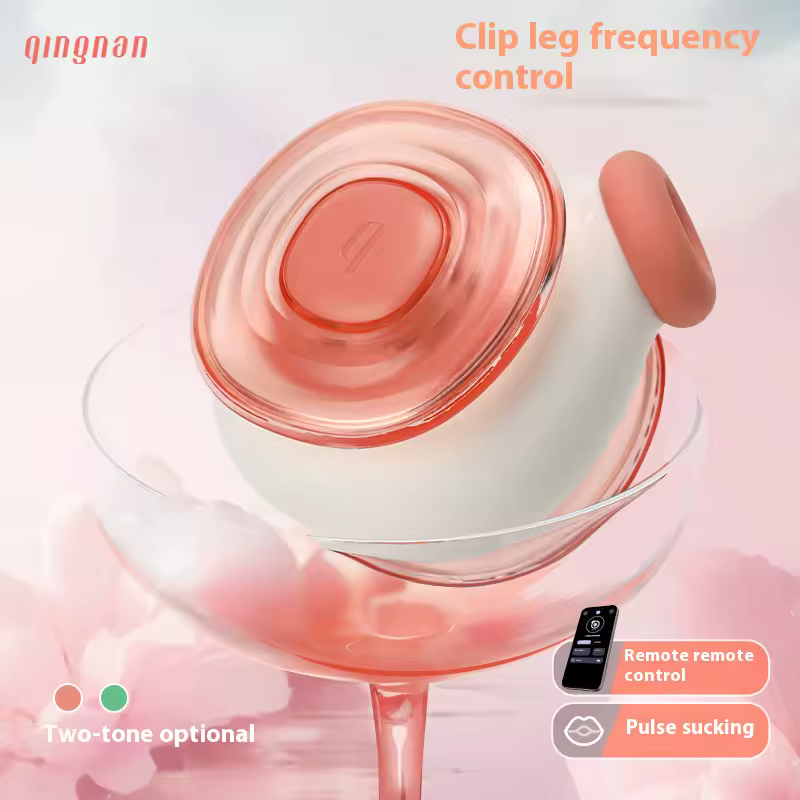 qingnan
Clip leg frequency
control
Remote remote
control
Pulse sucking
Two-tone optional